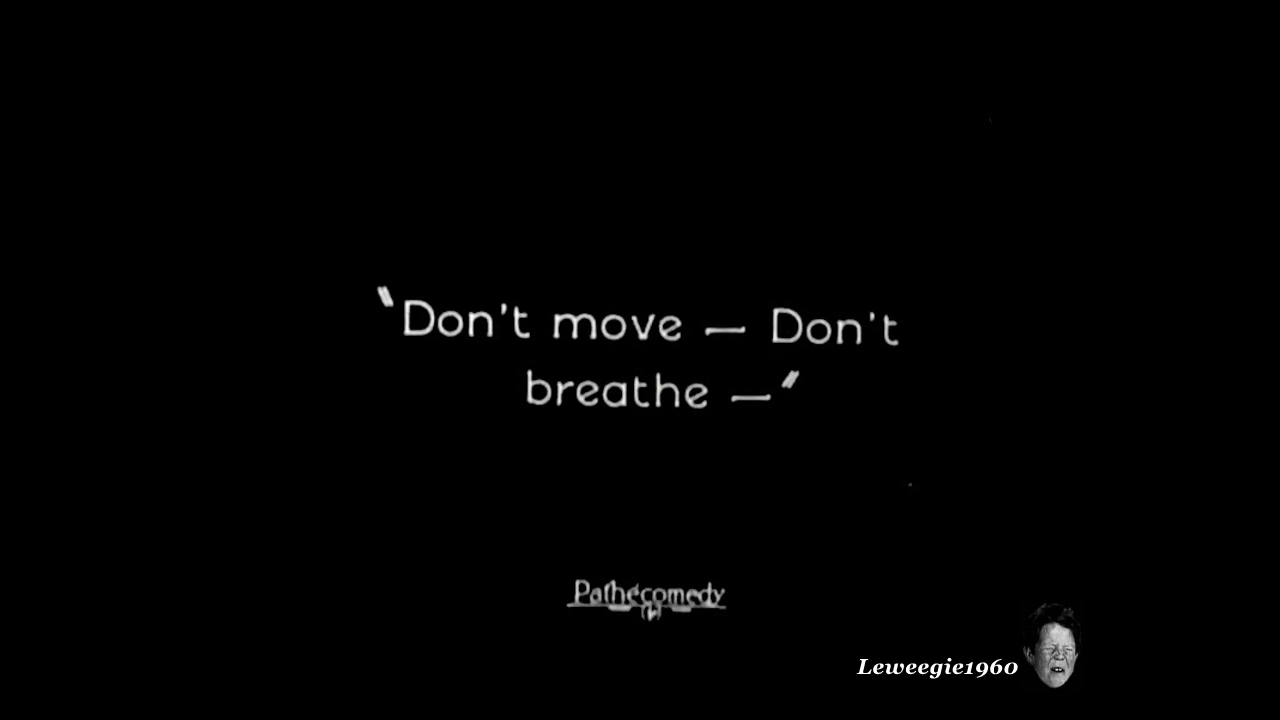 "Don't move — Don't
breathe —"
Pathécomedy
Leweegie1960